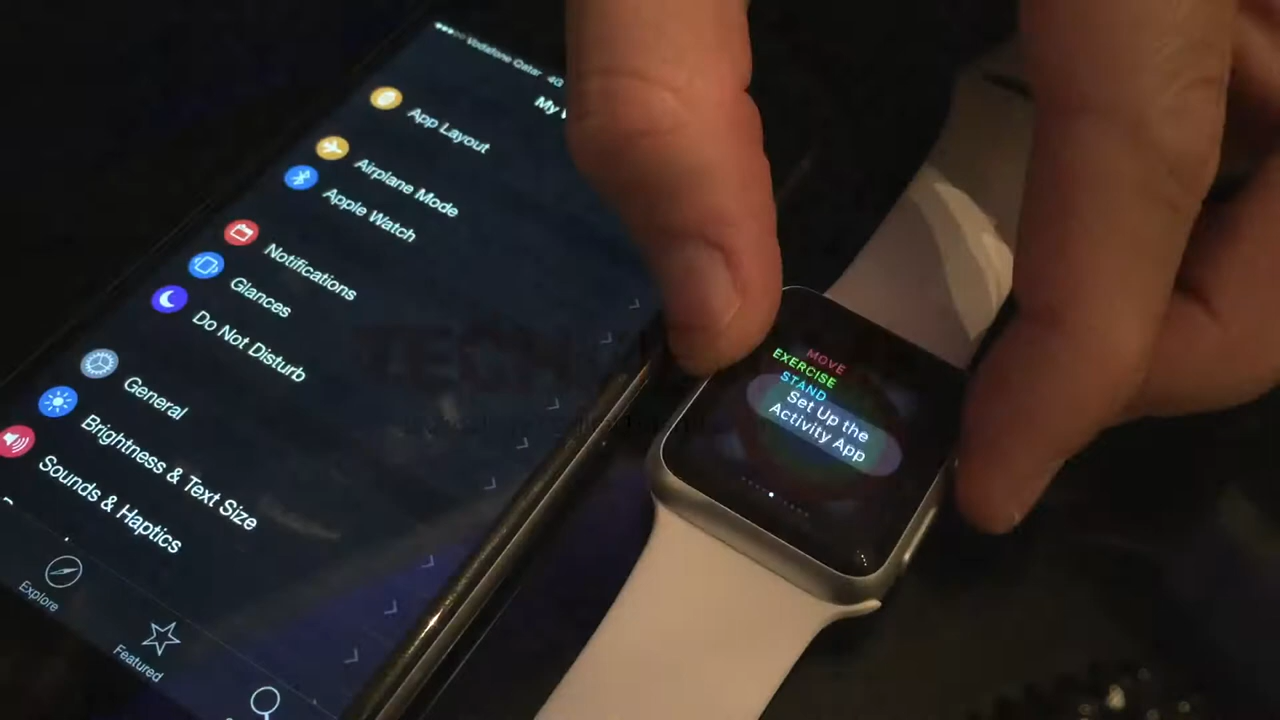 Vodafone Qatar 4G
My
App Layout
Airplane Mode
Apple Watch
Notifications
Glances
Do Not Disturb
General
Brightness & Text Size
Sounds & Haptics
Explore
Featured
MOVE
EXERCISE
STAND
Set Up the
Activity App